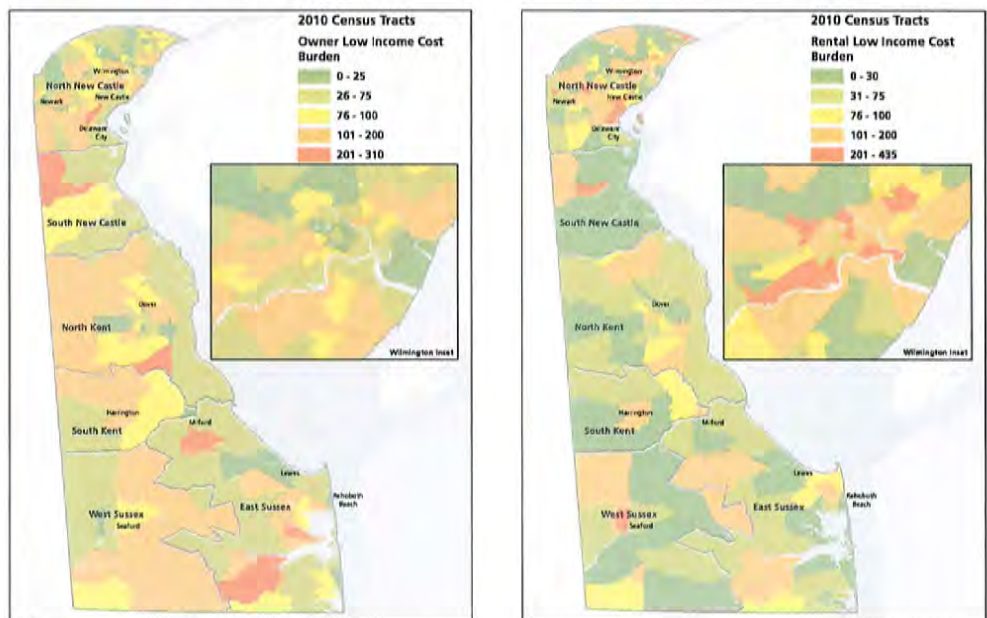 2010 Census Tracts
Owner Low Income Cost
Burden
0 - 25
26 - 75
76 - 100
101 - 200
201 - 310
Wilmington
North New Castle
Newark
New Castle
Delaware
City
South New Castle
Dover
North Kent
Harrington
South Kent
Milford
Lewes
Rehoboth
Beach
West Sussex
Seaford
East Sussex
Wilmington Inset
2010 Census Tracts
Rental Low Income Cost
Burden
0 - 30
31 - 75
76 - 100
101 - 200
201 - 435
Wilmington
North New Castle
Newark
New Castle
Delaware
City
South New Castle
Dover
North Kent
Harrington
South Kent
Milford
Lewes
Rehoboth
Beach
West Sussex
Seaford
East Sussex
Wilmington Inset